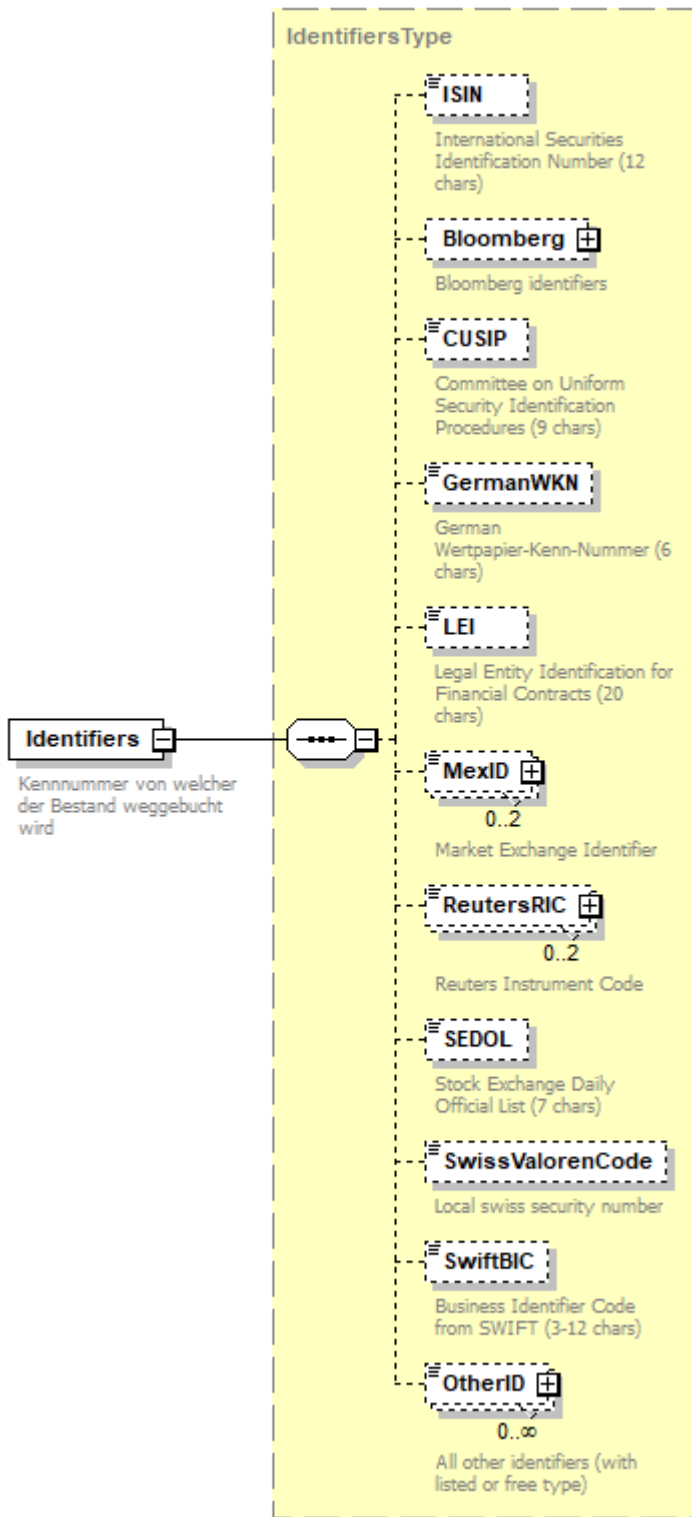 IdentifiersType
ISIN
International Securities
Identification Number (12
chars)
Bloomberg
Bloomberg identifiers
CUSIP
Committee on Uniform
Security Identification
Procedures (9 chars)
GermanWKN
German
Wertpapier-Kenn-Nummer (6
chars)
LEI
Legal Entity Identification for
Financial Contracts (20
chars)
Identifiers
Kennnummer von welcher
der Bestand weggebucht
wird
MexID
0..2
Market Exchange Identifier
ReutersRIC
0..2
Reuters Instrument Code
SEDOL
Stock Exchange Daily
Official List (7 chars)
SwissValorenCode
Local swiss security number
SwiftBIC
Business Identifier Code
from SWIFT (3-12 chars)
OtherID
0..∞
All other identifiers (with
listed or free type)